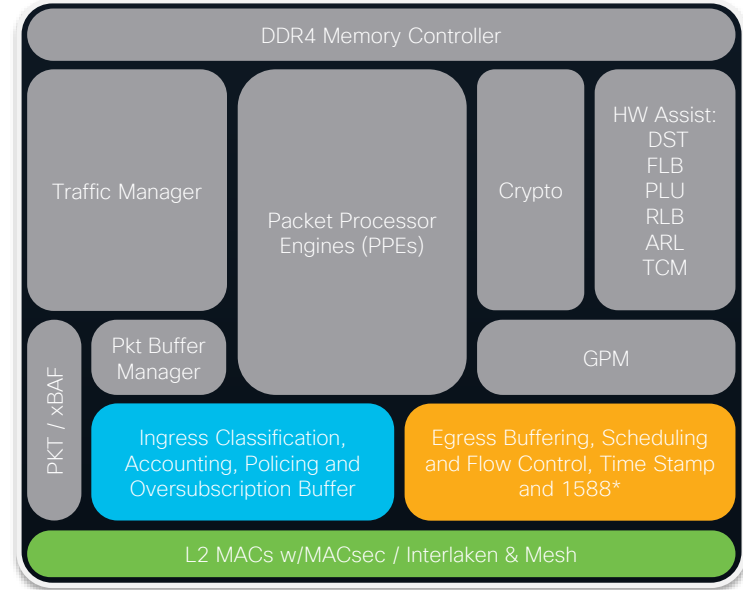 DDR4 Memory Controller
Traffic Manager
Packet Processor
Engines (PPEs)
Crypto
HW Assist:
DST
FLB
PLU
RLB
ARL
TCM
PKT / xBAF
Pkt Buffer
Manager
GPM
Ingress Classification,
Accounting, Policing and
Oversubscription Buffer
Egress Buffering, Scheduling
and Flow Control, Time Stamp
and 1588*
L2 MACs w/MACsec / Interlaken & Mesh